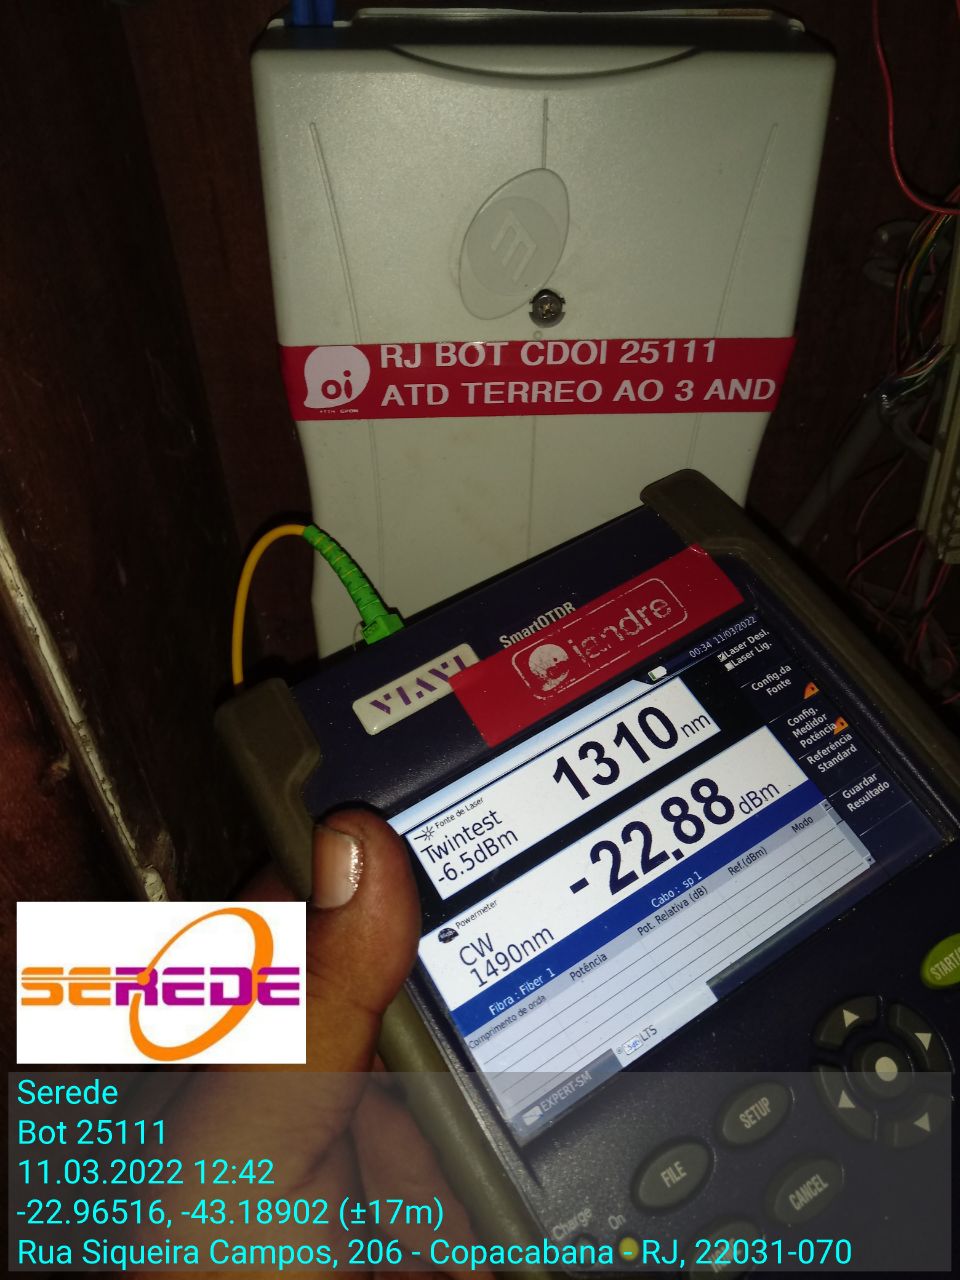 RJ BOT CDOI 25111
oi
ATD TERREO AO 3 AND
SmartOTDR
VIAVI
jandre
00:34 11/03/2022
Laser Desl.
Laser Lig.
Config.da
Fonte
Config.
Medidor
Potência
Referência
Standard
Guardar
Resultado
Fonte de Laser
1310 nm
Twintest
-6.5dBm
Powermeter
-22.88 dBm
CW
1490nm
Fibra : Fiber 1
Cabo : sp 1
Comprimento de onda
Potência
Pot. Relativa (dB)
Ref.(dBm)
Modo
LTS
EXPERT-SM
START/
SETUP
FILE
CANCEL
Charge
On
SEREDE
Serede
Bot 25111
11.03.2022 12:42
-22.96516, -43.18902 (±17m)
Rua Siqueira Campos, 206 - Copacabana - RJ, 22031-070